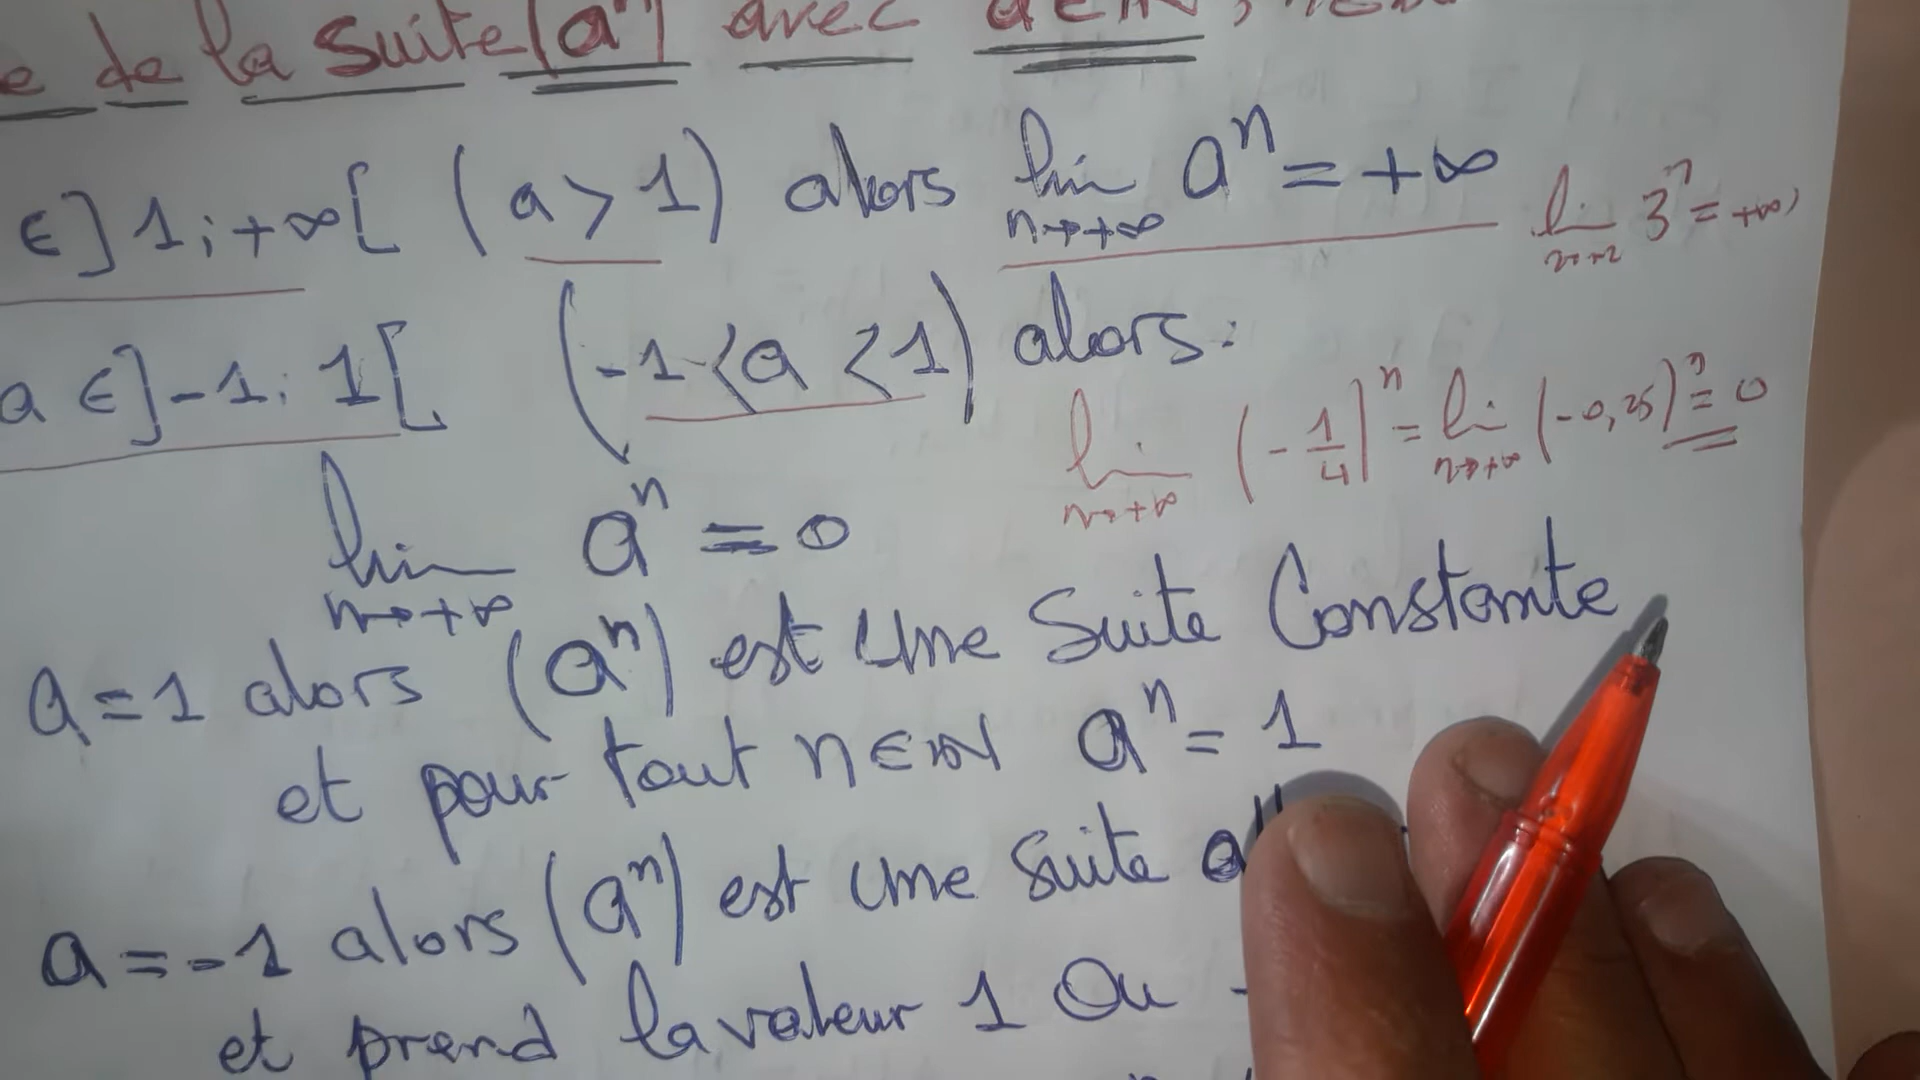 e de la suite (aⁿ) avec
∈ ]1 ; +∞[ (a > 1) alors lim aⁿ = +∞
n→+∞
lim 3ⁿ = +∞
a ∈ ]-1 ; 1[ (-1 < a < 1) alors :
lim (-1/4)ⁿ = lim (-0,25)ⁿ = 0
n→+∞ n→+∞
lim aⁿ = 0
n→+∞
a = 1 alors (aⁿ) est une suite constante
et pour tout n ∈ IN aⁿ = 1
a = -1 alors (aⁿ) est une suite
et prend la valeur 1 ou -